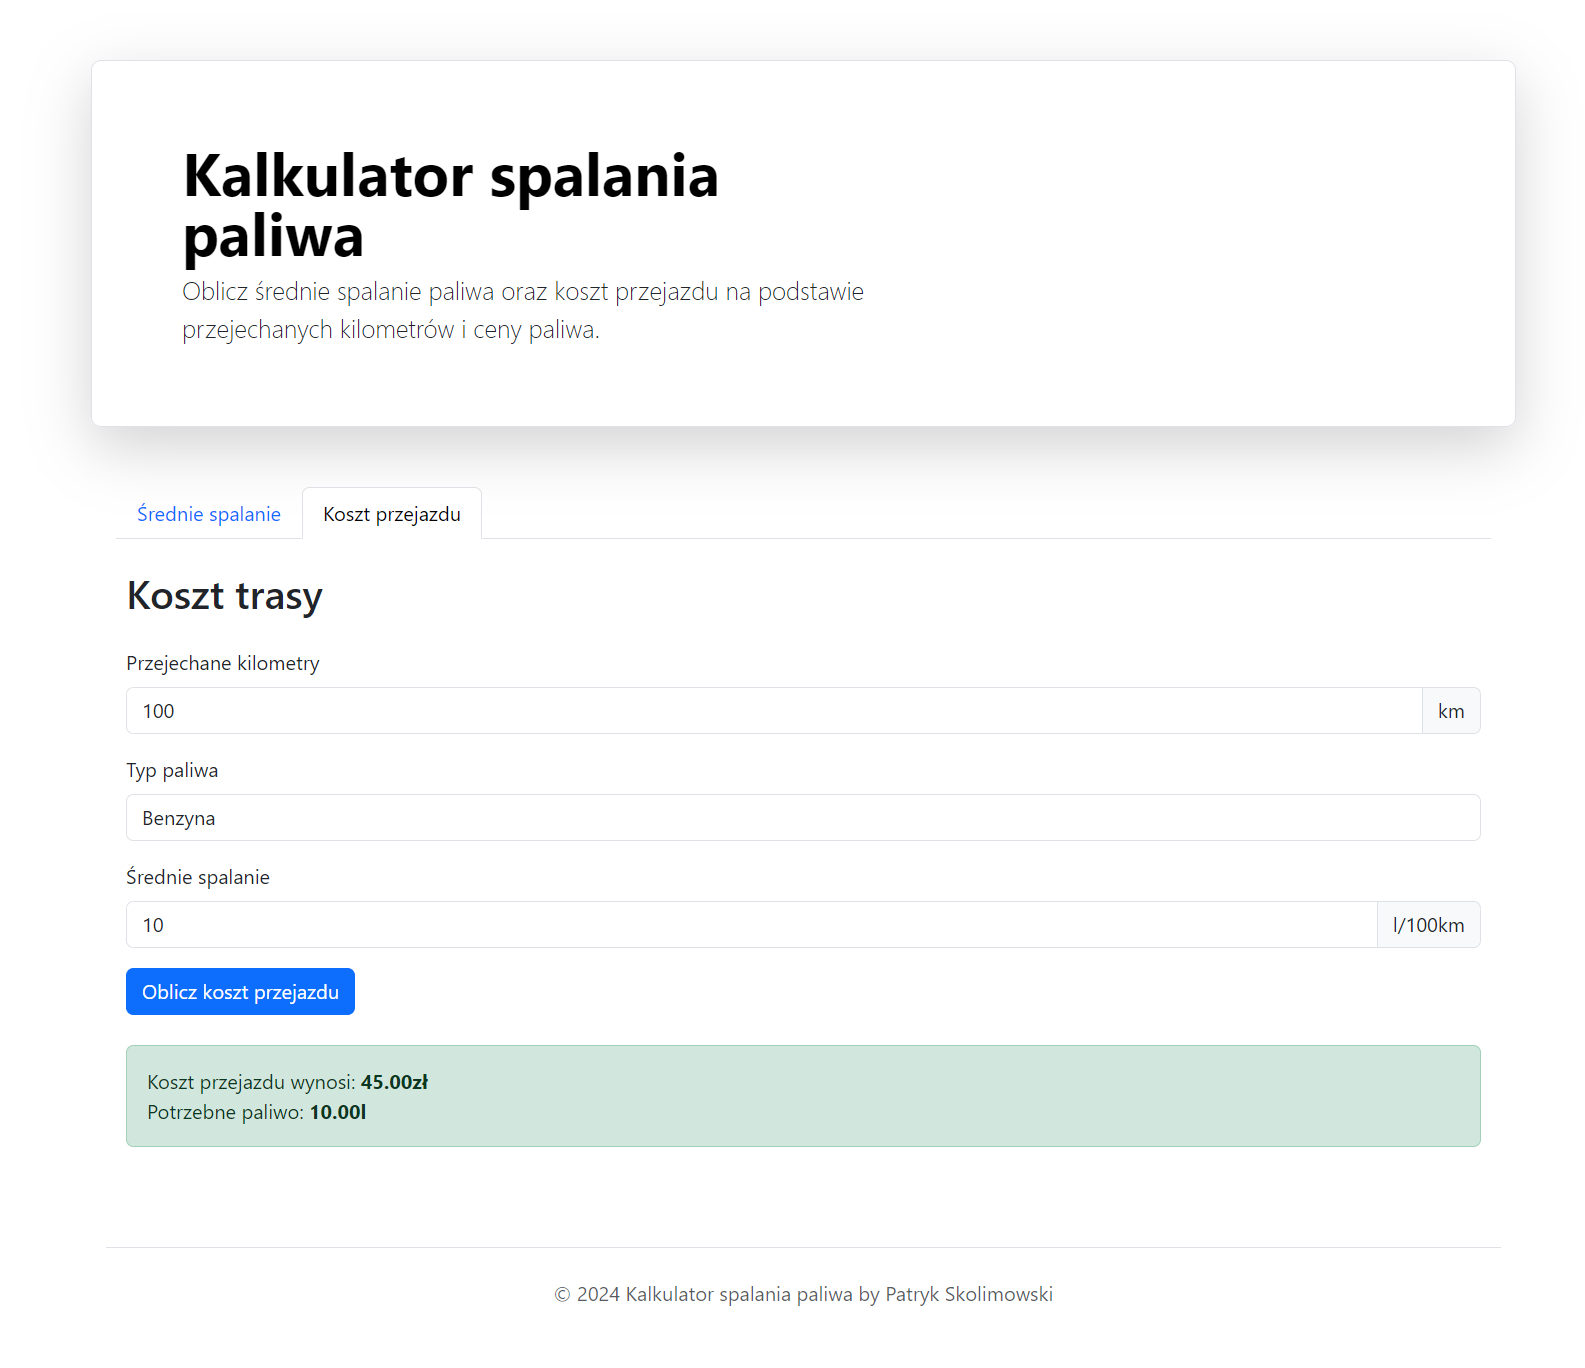 Kalkulator spalania
paliwa
Oblicz średnie spalanie paliwa oraz koszt przejazdu na podstawie
przejechanych kilometrów i ceny paliwa.
Średnie spalanie
Koszt przejazdu
Koszt trasy
Przejechane kilometry
100 km
Typ paliwa
Benzyna
Średnie spalanie
10 l/100km
Oblicz koszt przejazdu
Koszt przejazdu wynosi: 45.00zł
Potrzebne paliwo: 10.00l
© 2024 Kalkulator spalania paliwa by Patryk Skolimowski